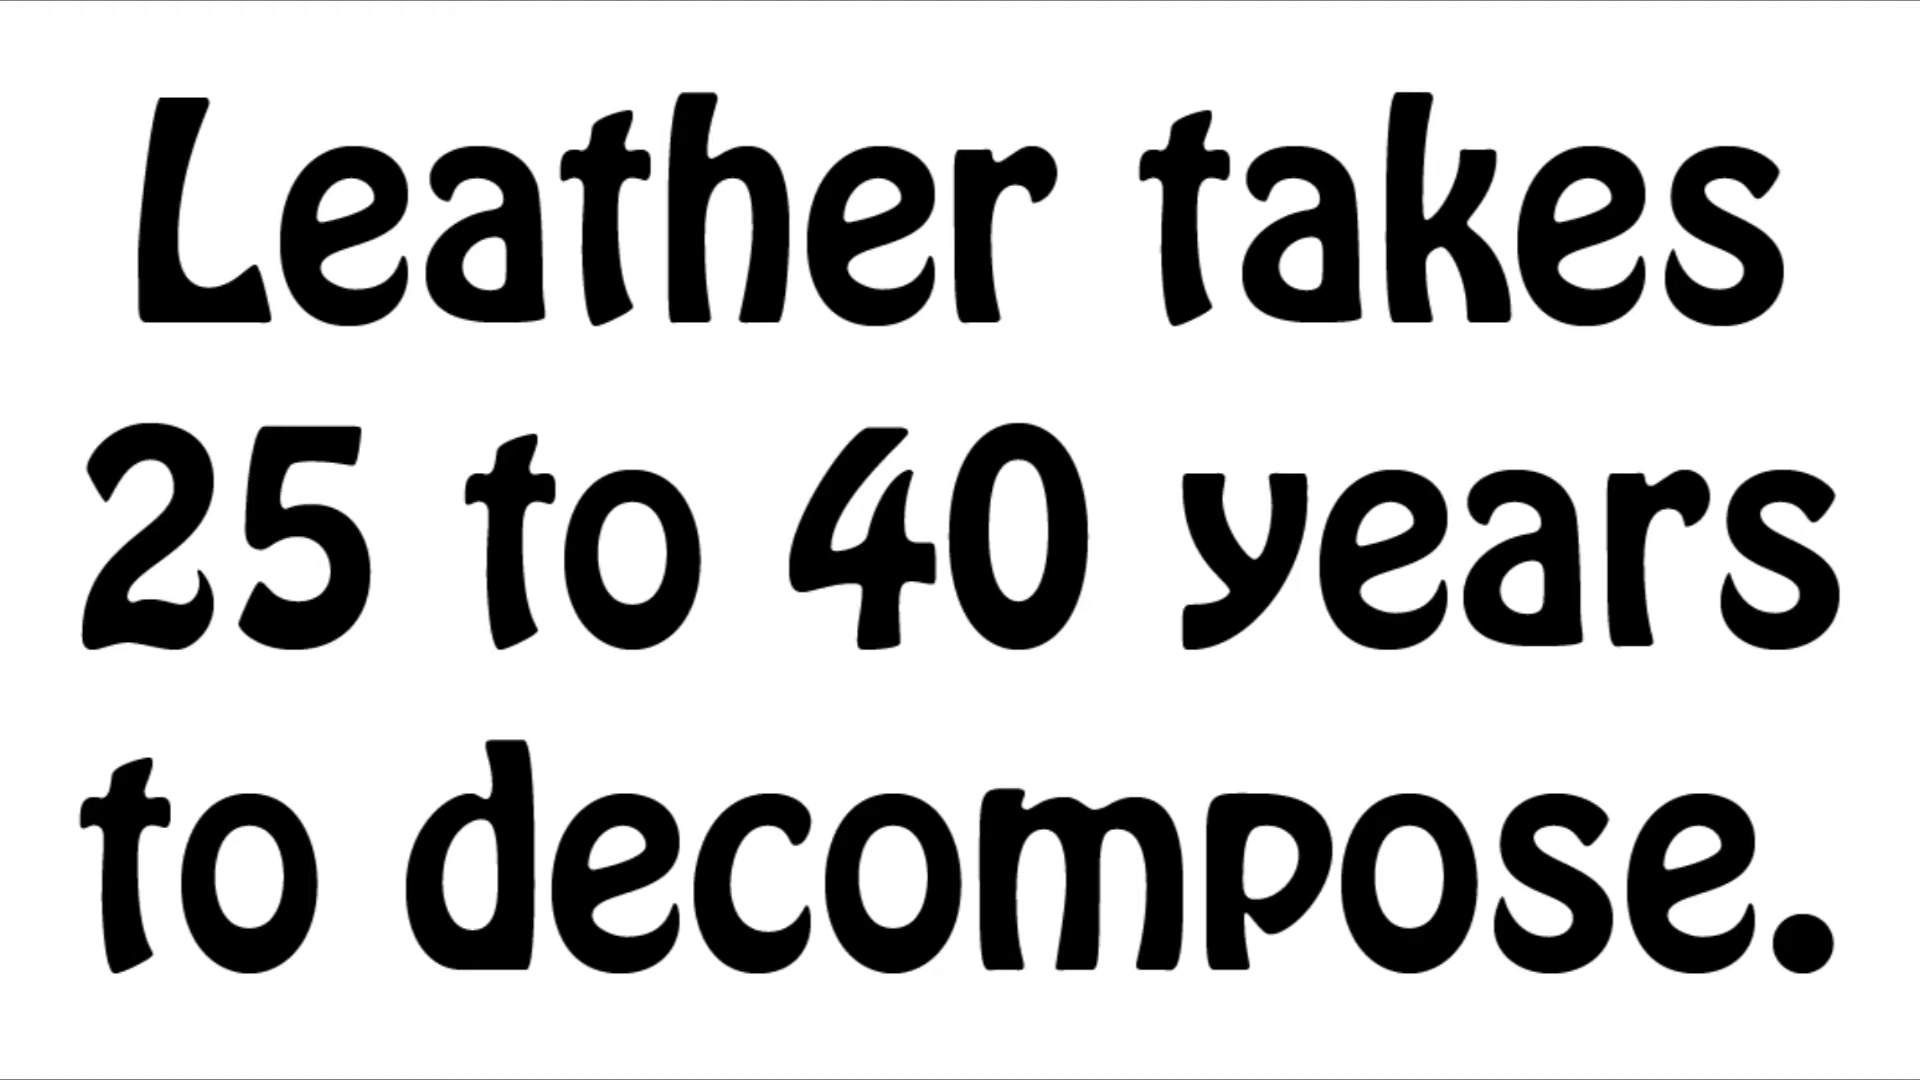 Leather takes
25 to 40 years
to decompose.